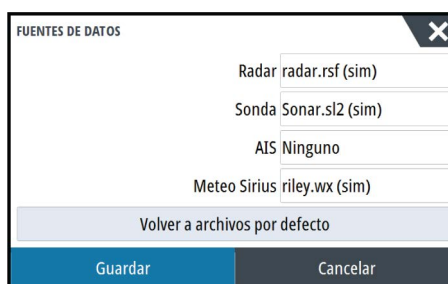 FUENTES DE DATOS
Radar radar.rsf (sim)
Sonda Sonar.sl2 (sim)
AIS Ninguno
Meteo Sirius riley.wx (sim)
Volver a archivos por defecto
Guardar Cancelar